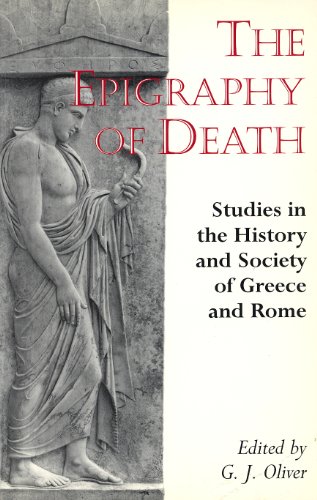 THE
EPIGRAPHY
OF DEATH
Studies in
the History
and Society
of Greece
and Rome
Edited by
G. J. Oliver